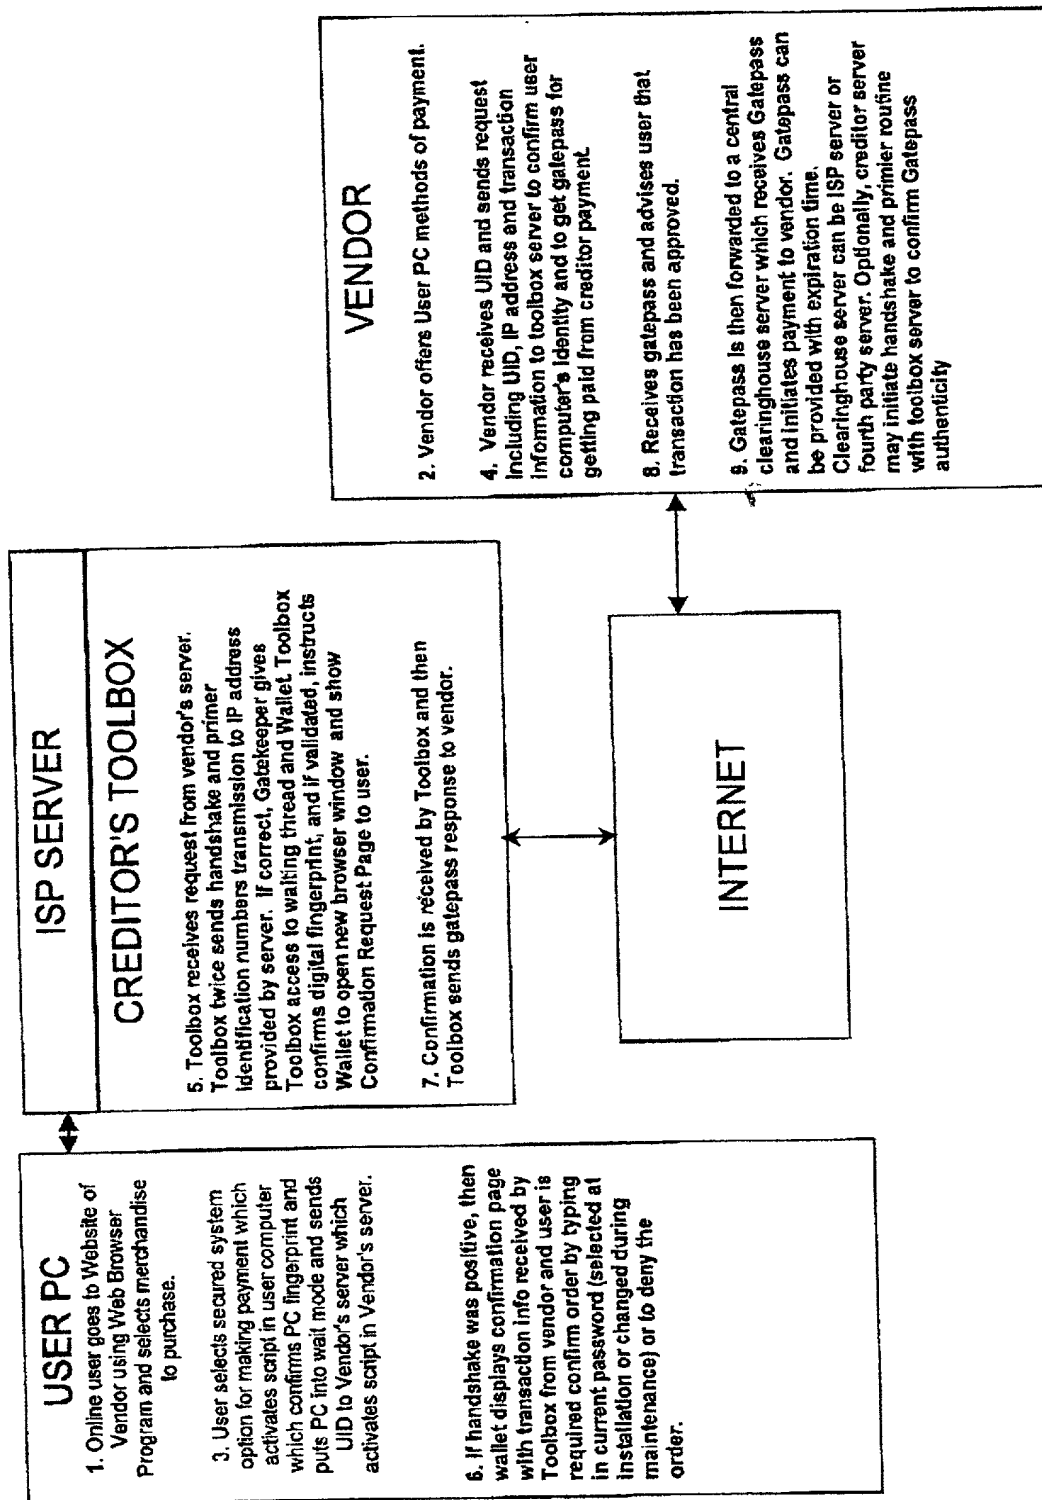 USER PC
1. Online user goes to Website of
Vendor using Web Browser
Program and selects merchandise
to purchase.
3. User selects secured system
option for making payment which
activates script in user computer
which confirms PC fingerprint and
puts PC into wait mode and sends
UID to Vendor's server which
activates script in Vendor's server.
6. If handshake was positive, then
wallet displays confirmation page
with transaction info received by
Toolbox from vendor and user is
required confirm order by typing
in current password (selected at
installation or changed during
maintenance) or to deny the
order.
ISP SERVER
CREDITOR'S TOOLBOX
5. Toolbox receives request from vendor's server.
Toolbox twice sends handshake and primer
identification numbers transmission to IP address
provided by server. If correct, Gatekeeper gives
Toolbox access to waiting thread and Wallet. Toolbox
confirms digital fingerprint, and if validated, instructs
Wallet to open new browser window and show
Confirmation Request Page to user.
7. Confirmation is received by Toolbox and then
Toolbox sends gatepass response to vendor.
INTERNET
VENDOR
2. Vendor offers User PC methods of payment.
4. Vendor receives UID and sends request
Including UID, IP address and transaction
Information to toolbox server to confirm user
computer's identity and to get gatepass for
getting paid from creditor payment.
8. Receives gatepass and advises user that
transaction has been approved.
9. Gatepass is then forwarded to a central
clearinghouse server which receives Gatepass
and initiates payment to vendor. Gatepass can
be provided with expiration time.
Clearinghouse server can be ISP server or
fourth party server. Optionally, creditor server
may initiate handshake and primier routine
with toolbox server to confirm Gatepass
authenticity